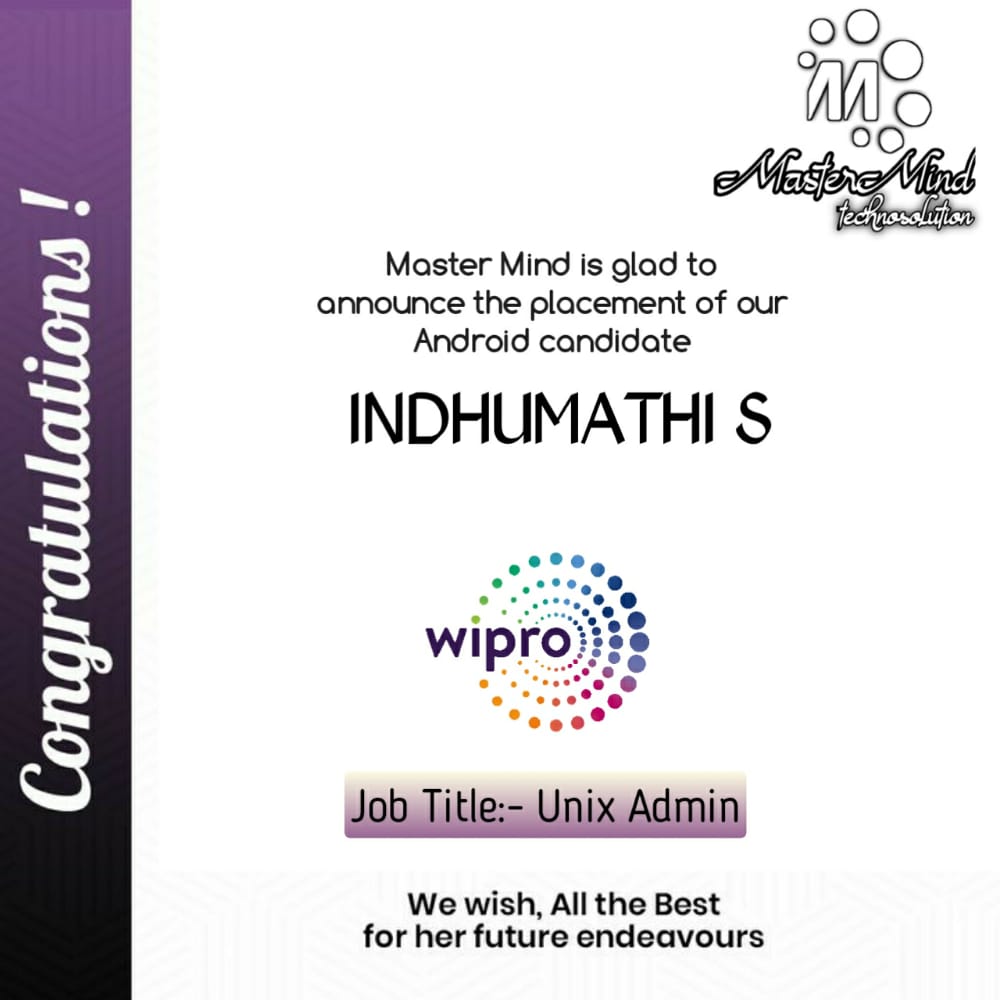 Congratulations !
M
MasterMind
technosolution
Master Mind is glad to
announce the placement of our
Android candidate
INDHUMATHI S
wipro
Job Title:- Unix Admin
We wish, All the Best
for her future endeavours